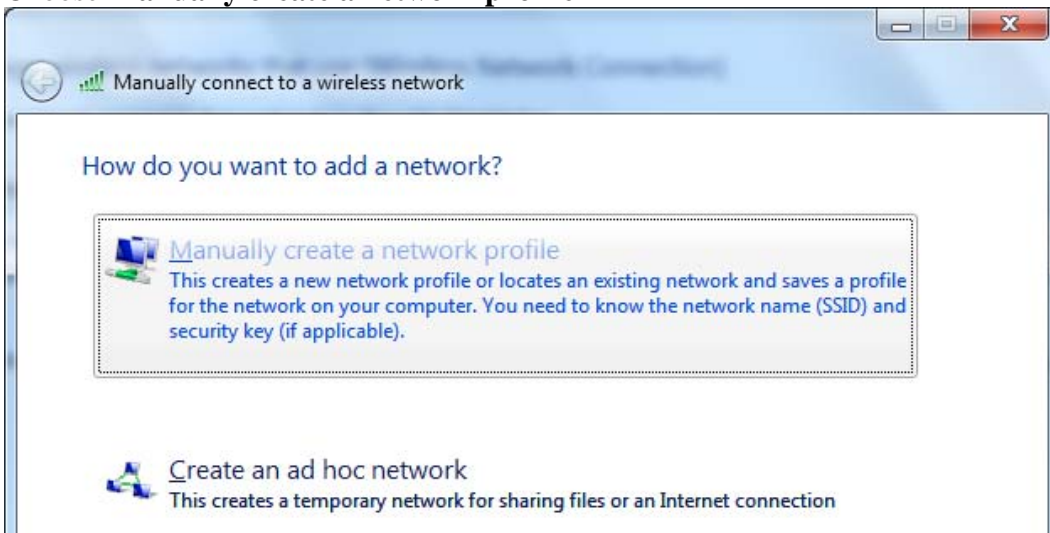 Manually connect to a wireless network
How do you want to add a network?
Manually create a network profile
This creates a new network profile or locates an existing network and saves a profile
for the network on your computer. You need to know the network name (SSID) and
security key (if applicable).
Create an ad hoc network
This creates a temporary network for sharing files or an Internet connection